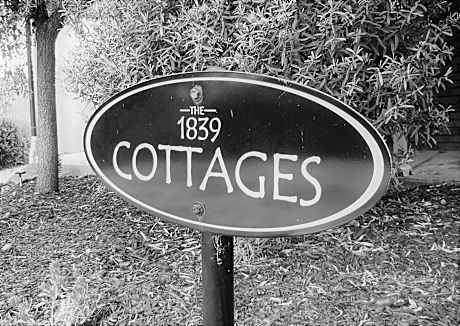 THE
1839
COTTAGES